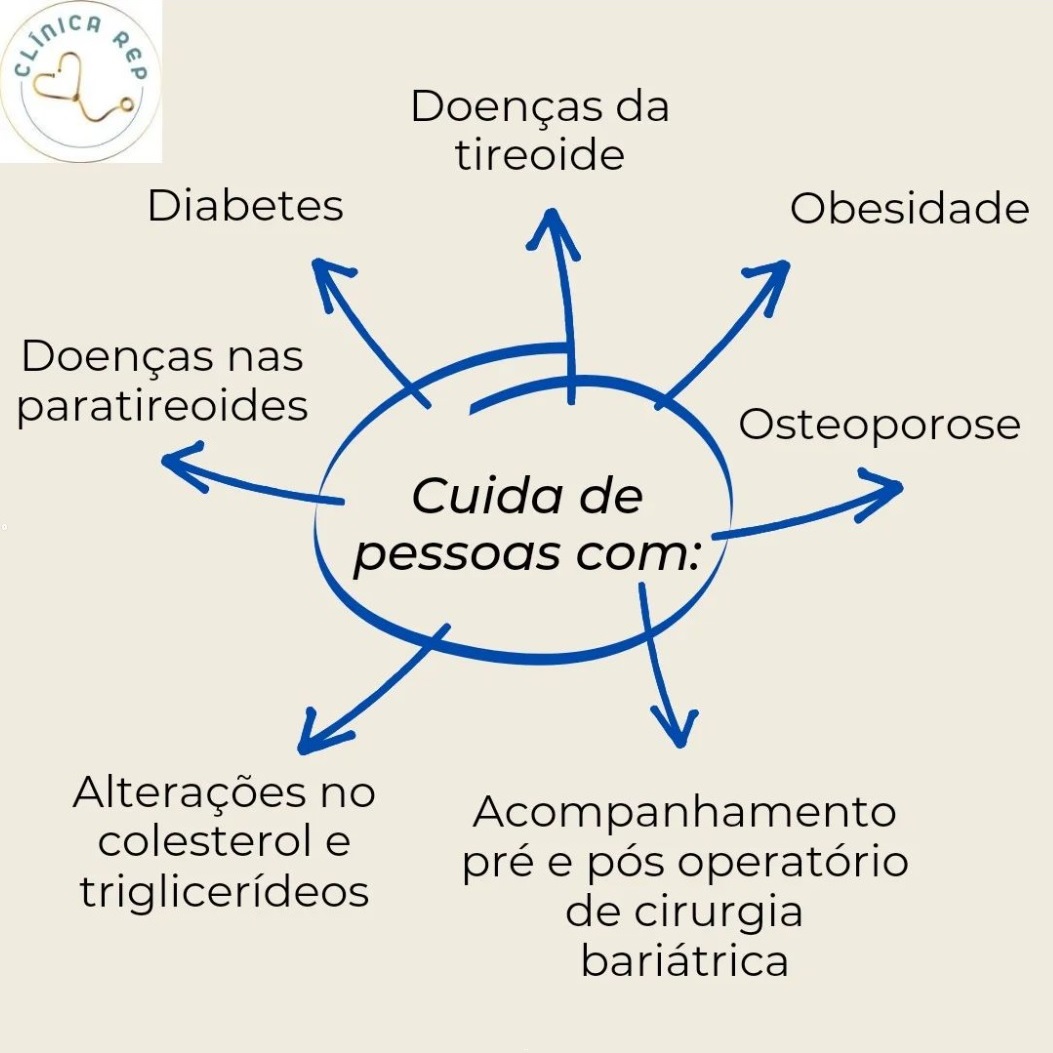 CLÍNICA REP
Doenças da
tireoide
Diabetes
Obesidade
Doenças nas
paratireoides
Osteoporose
Cuida de
pessoas com:
Alterações no
colesterol e
triglicerídeos
Acompanhamento
pré e pós operatório
de cirurgia
bariátrica